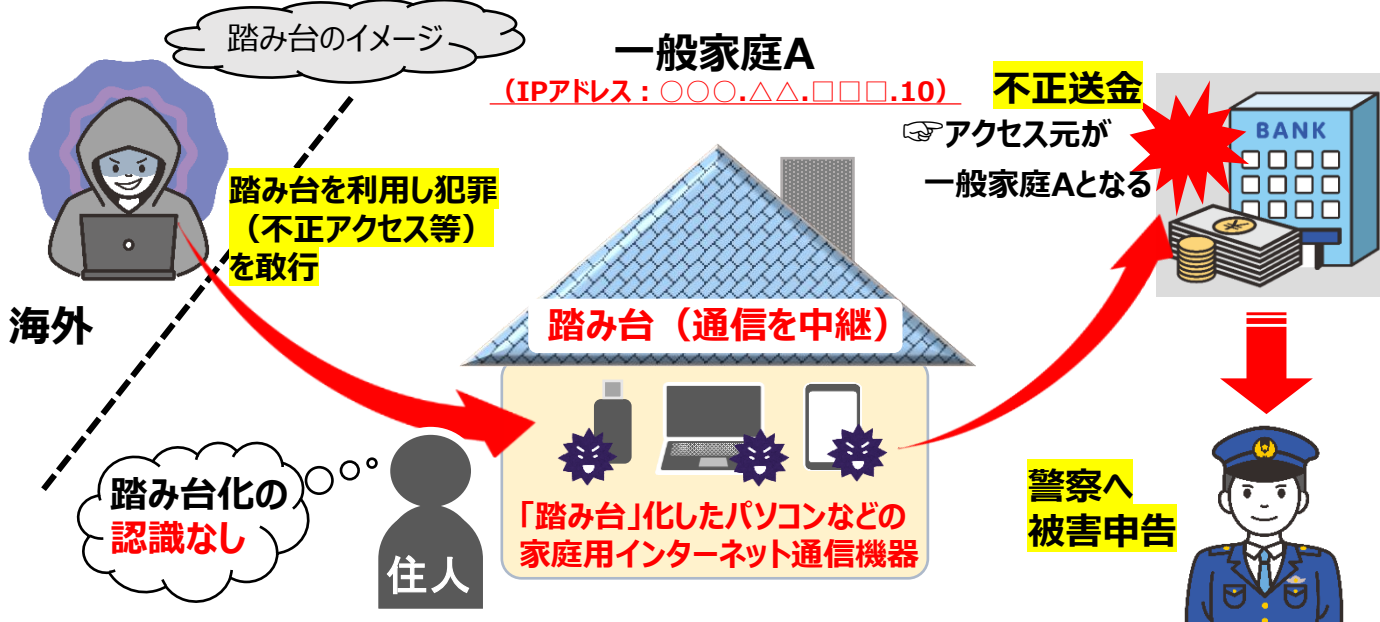 踏み台のイメージ
一般家庭A
（IPアドレス：○○○.△△.□□□.10）
不正送金
☞アクセス元が
一般家庭Aとなる
BANK
踏み台を利用し犯罪
（不正アクセス等）
を敢行
海外
踏み台（通信を中継）
踏み台化の
認識なし
住人
「踏み台」化したパソコンなどの
家庭用インターネット通信機器
警察へ
被害申告